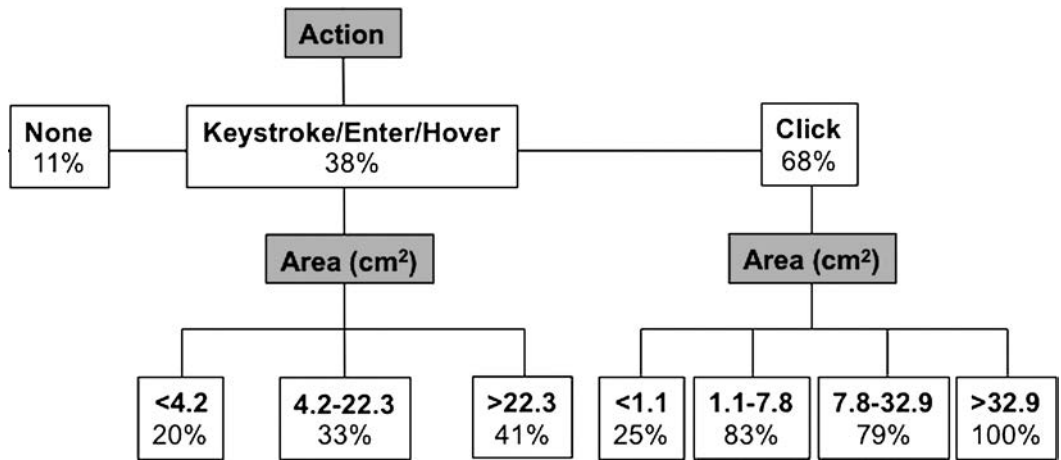 Action
None
11%
Keystroke/Enter/Hover
38%
Click
68%
Area (cm²)
Area (cm²)
<4.2
20%
4.2-22.3
33%
>22.3
41%
<1.1
25%
1.1-7.8
83%
7.8-32.9
79%
>32.9
100%